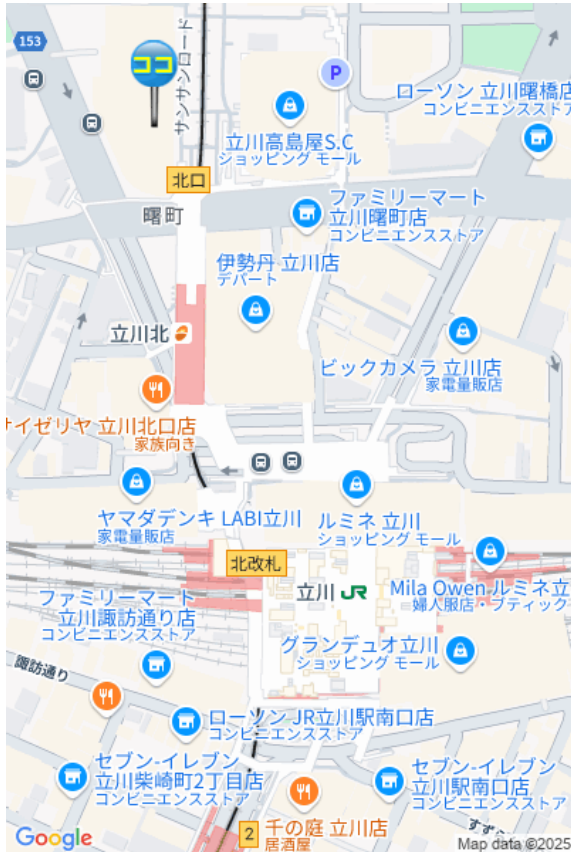 153
ココ
サンサンロード
P
ローソン 立川曙橋店
コンビニエンススト
立川高島屋S.C
ショッピング モール
北口
曙町
ファミリーマート
立川曙町店
コンビニエンスストア
伊勢丹 立川店
デパート
立川北
ビックカメラ 立川店
家電量販店
イゼリヤ 立川北口店
家族向き
ヤマダデンキ LABI立川
家電量販店
ルミネ 立川
ショッピング モール
北改札
立川 JR
Mila Owen ルミネ立
婦人服店・ブティック
ファミリーマート
立川諏訪通り店
コンビニエンスストア
グランデュオ立川
ショッピング モール
諏訪通り
ローソン JR立川駅南口店
コンビニエンスストア
セブン-イレブン
立川柴崎町2丁目店
コンビニエンスストア
セブン-イレブン
立川駅南口店
コンビニエンスストア
2
千の庭 立川店
居酒屋
すず
Google
Map data ©2025